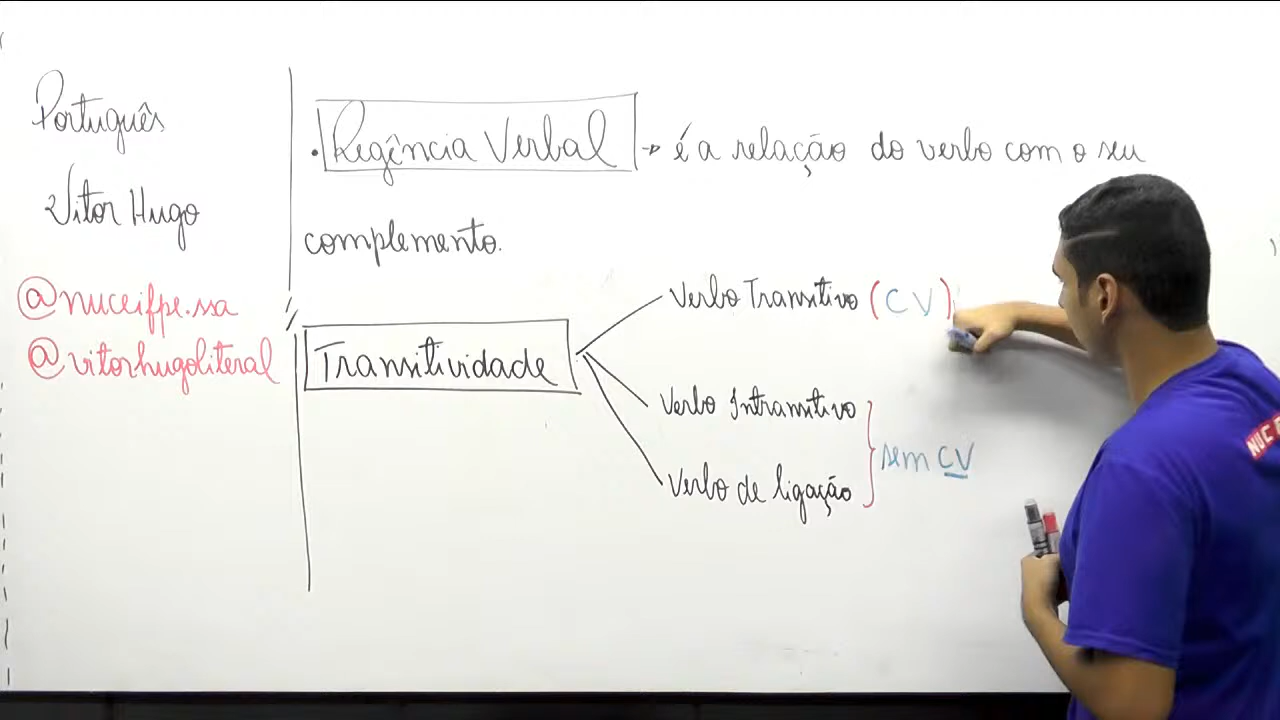 Português
Vitor Hugo
@nuceifpe.ssa
@vitorhugoliteral
. Regência Verbal → é a relação do verbo com o seu
complemento.
Transitividade
Verbo Transitivo (CV)
Verbo Intransitivo
Verbo de ligação
sem CV
NUC